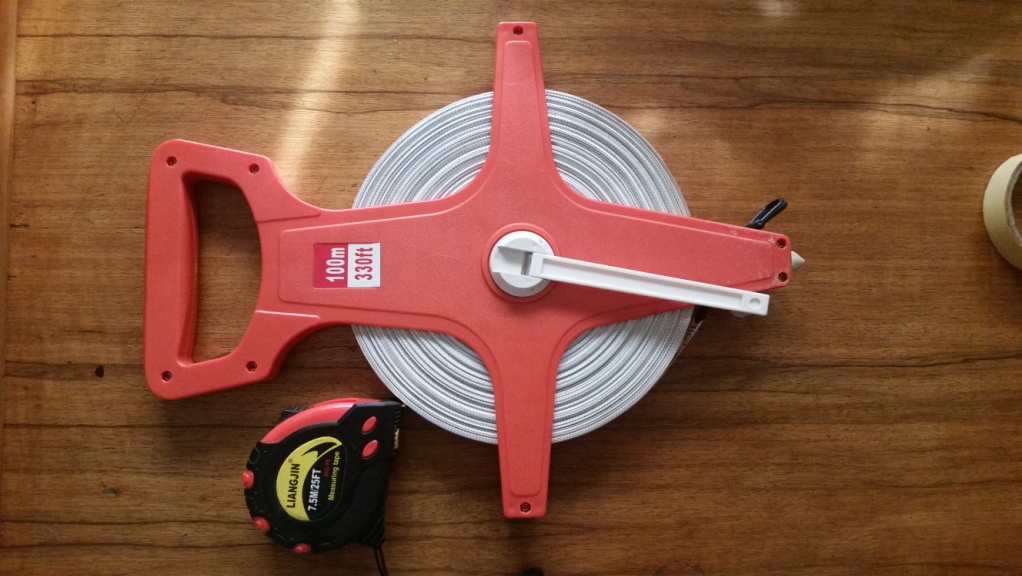 100m
330ft
LIANGJIN®
7.5M/25FT
Measuring tape